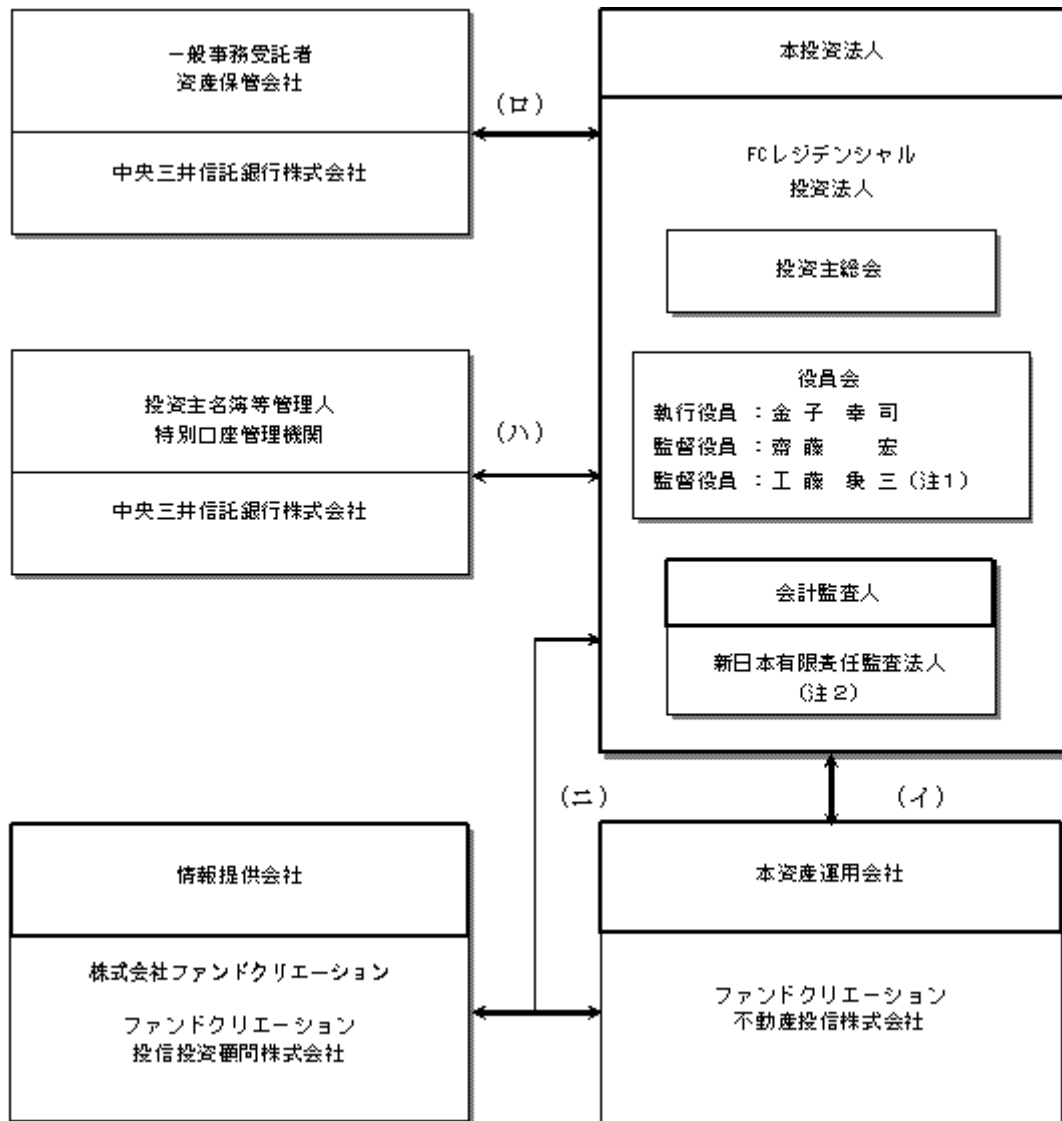 一般事務受託者
資産保管会社
中央三井信託銀行株式会社
(ロ)
本投資法人
FCレジデンシャル
投資法人
投資主総会
役員会
執行役員 : 金 子 幸 司
監督役員 : 齋 藤 宏
監督役員 : 工 藤 三 (注1)
会計監査人
新日本有限責任監査法人
(注2)
投資主名簿等管理人
特別口座管理機関
中央三井信託銀行株式会社
(ハ)
(ニ)
(イ)
情報提供会社
株式会社ファンドクリエーション
ファンドクリエーション
投信投資顧問株式会社
本資産運用会社
ファンドクリエーション
不動産投信株式会社